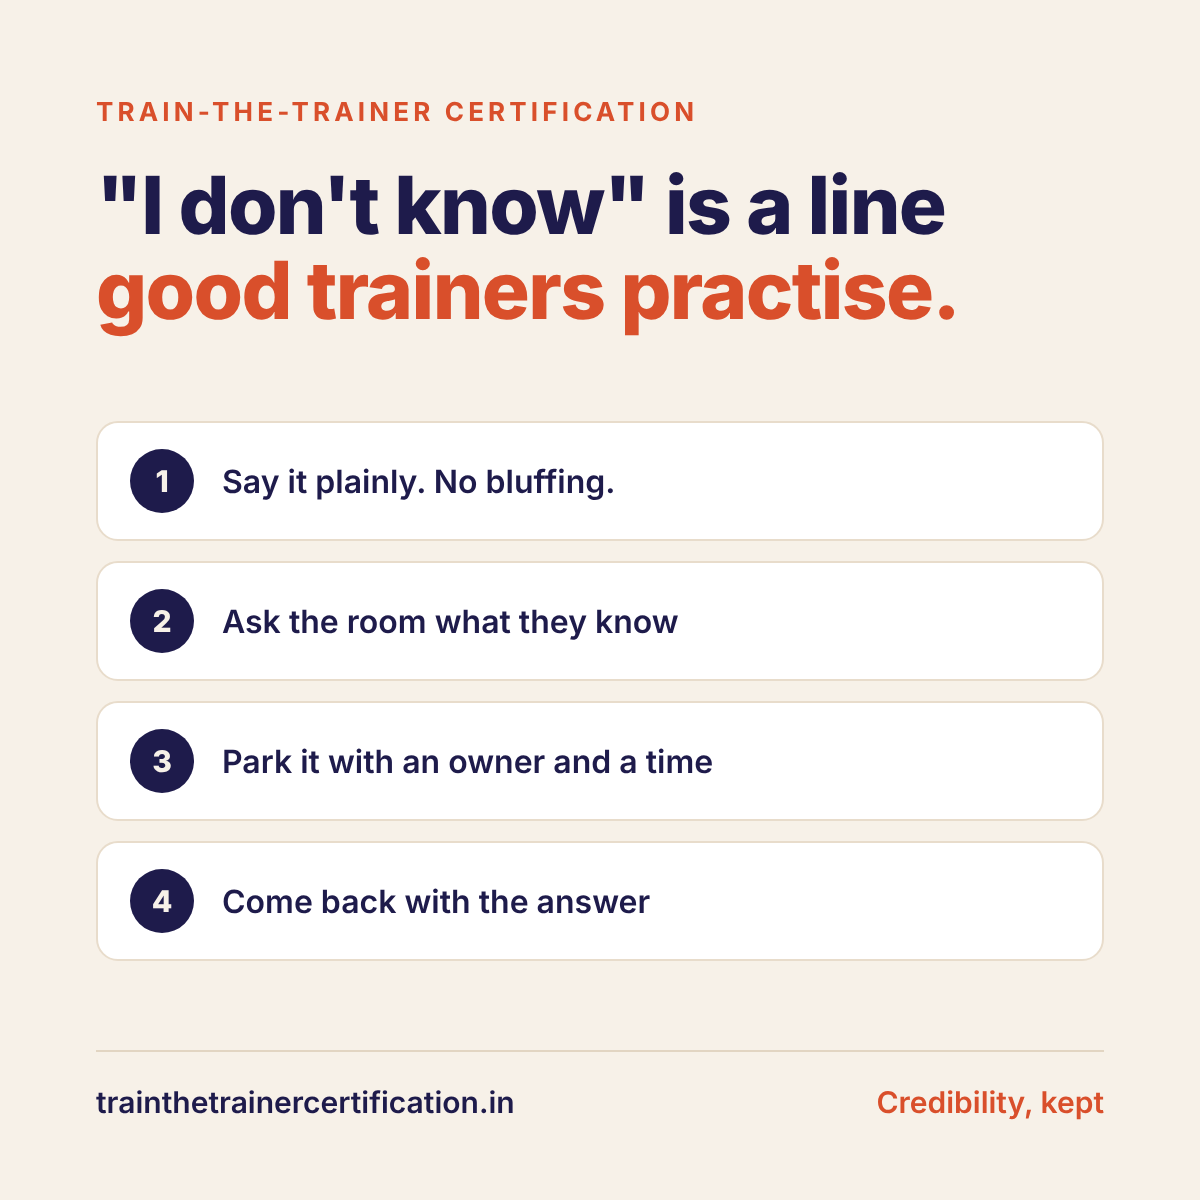 TRAIN-THE-TRAINER CERTIFICATION
"I don't know" is a line
good trainers practise.
1 Say it plainly. No bluffing.
2 Ask the room what they know
3 Park it with an owner and a time
4 Come back with the answer
trainthetrainercertification.in
Credibility, kept